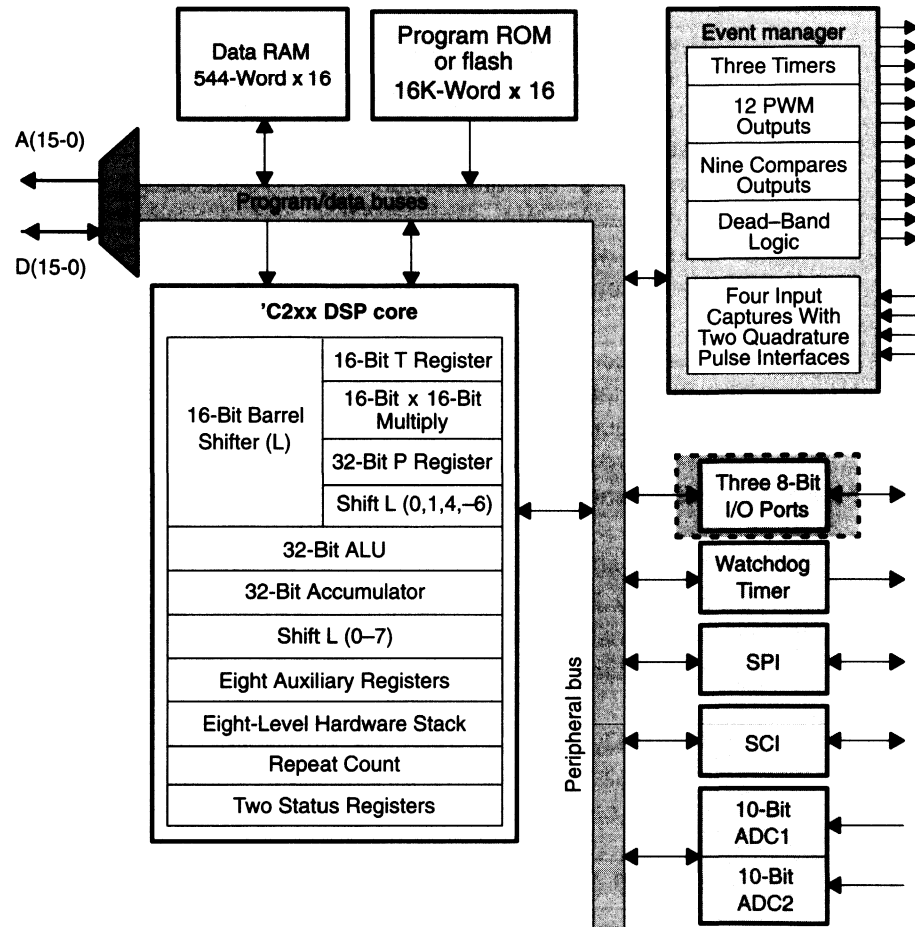 Data RAM
544-Word x 16
Program ROM
or flash
16K-Word x 16
A(15-0)
D(15-0)
Program/data buses
Event manager
Three Timers
12 PWM
Outputs
Nine Compares
Outputs
Dead–Band
Logic
Four Input
Captures With
Two Quadrature
Pulse Interfaces
'C2xx DSP core
16-Bit Barrel
Shifter (L)
16-Bit T Register
16-Bit x 16-Bit
Multiply
32-Bit P Register
Shift L (0,1,4,–6)
32-Bit ALU
32-Bit Accumulator
Shift L (0–7)
Eight Auxiliary Registers
Eight-Level Hardware Stack
Repeat Count
Two Status Registers
Peripheral bus
Three 8-Bit
I/O Ports
Watchdog
Timer
SPI
SCI
10-Bit
ADC1
10-Bit
ADC2